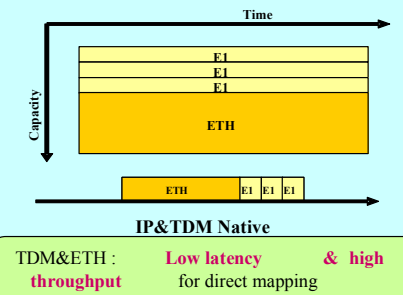 Time
Capacity
E1
E1
E1
ETH
ETH E1 E1 E1
IP&TDM Native
TDM&ETH : Low latency & high
throughput for direct mapping